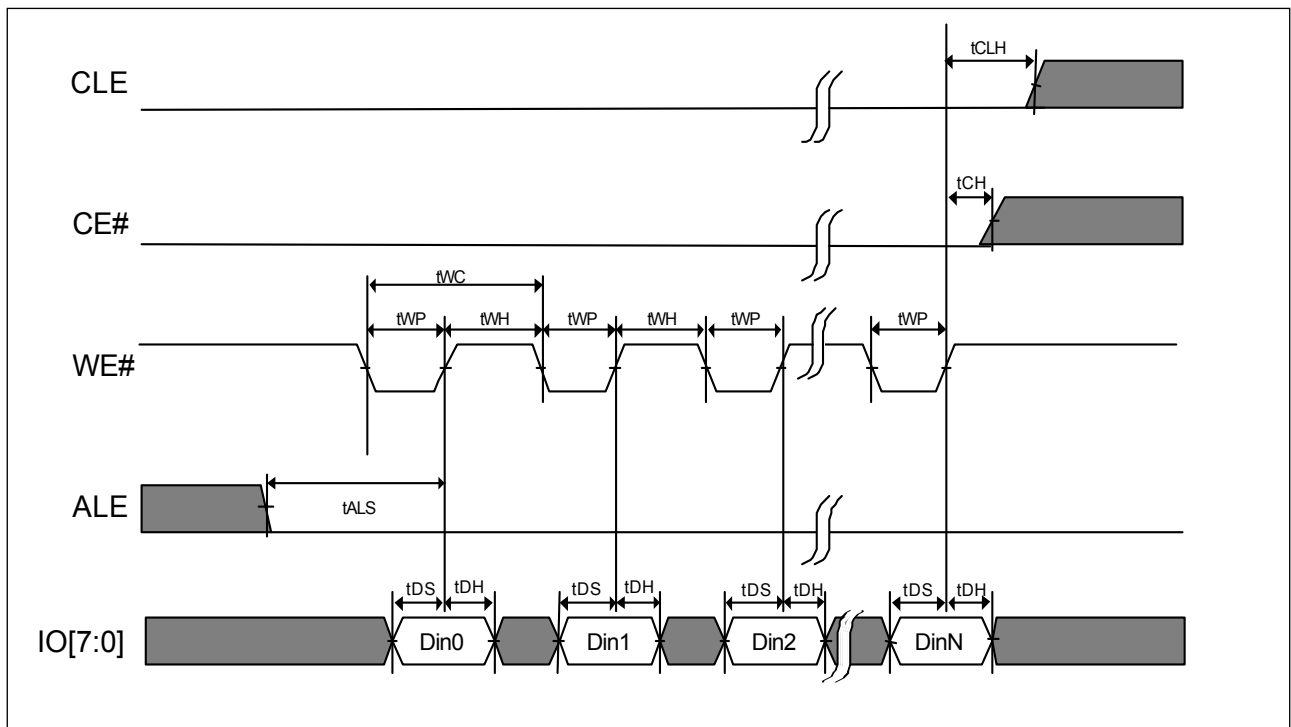 tCLH
CLE
tCH
CE#
tWC
tWP tWH tWP tWH tWP tWP
WE#
ALE
tALS
tDS tDH tDS tDH tDS tDH tDS tDH
IO[7:0] Din0 Din1 Din2 DinN